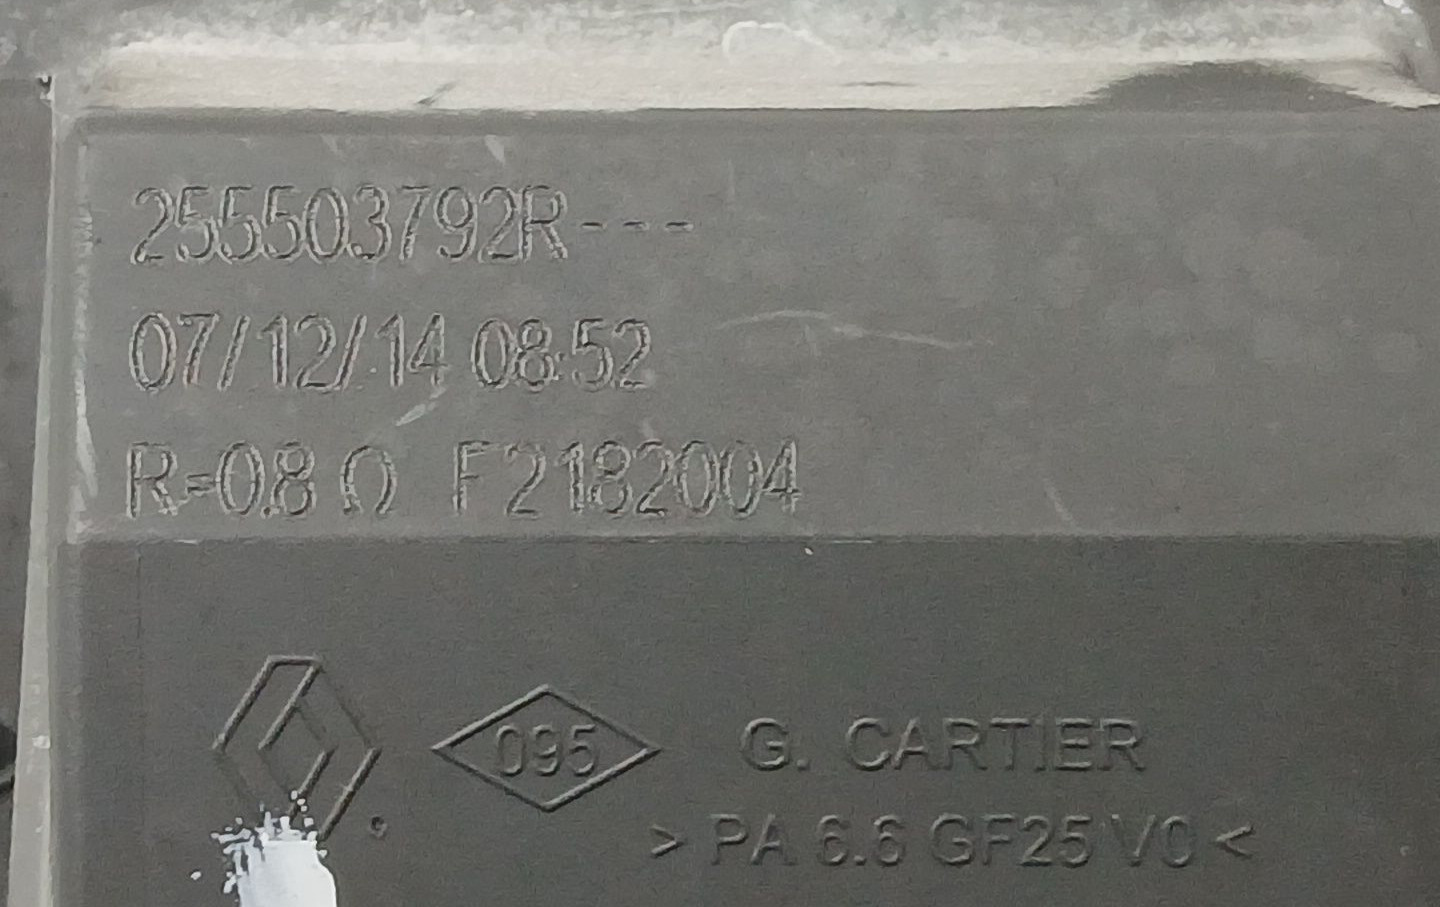 255503792R---
07/12/14 08:52
R=0.8 Ω F2182004
095 G. CARTIER
> PA 6.6 GF25 V0 <